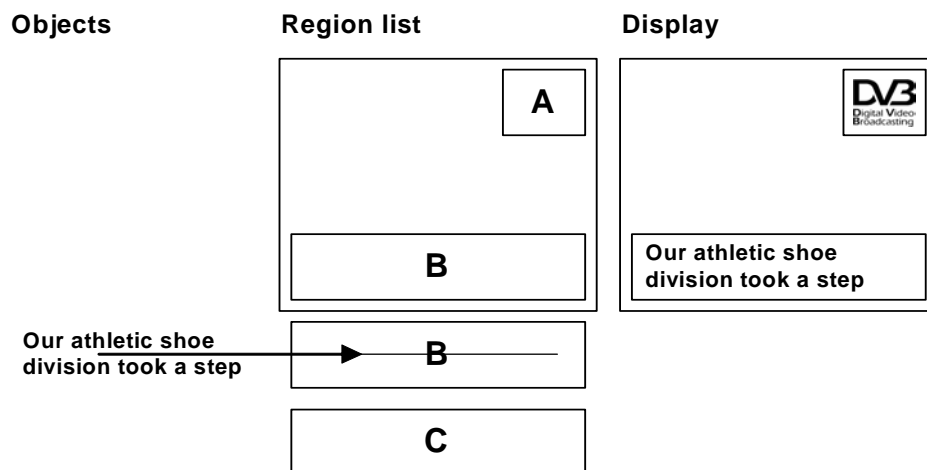 Objects Region list Display
A
DVB
Digital Video
Broadcasting
B
Our athletic shoe
division took a step
Our athletic shoe
division took a step
B
C